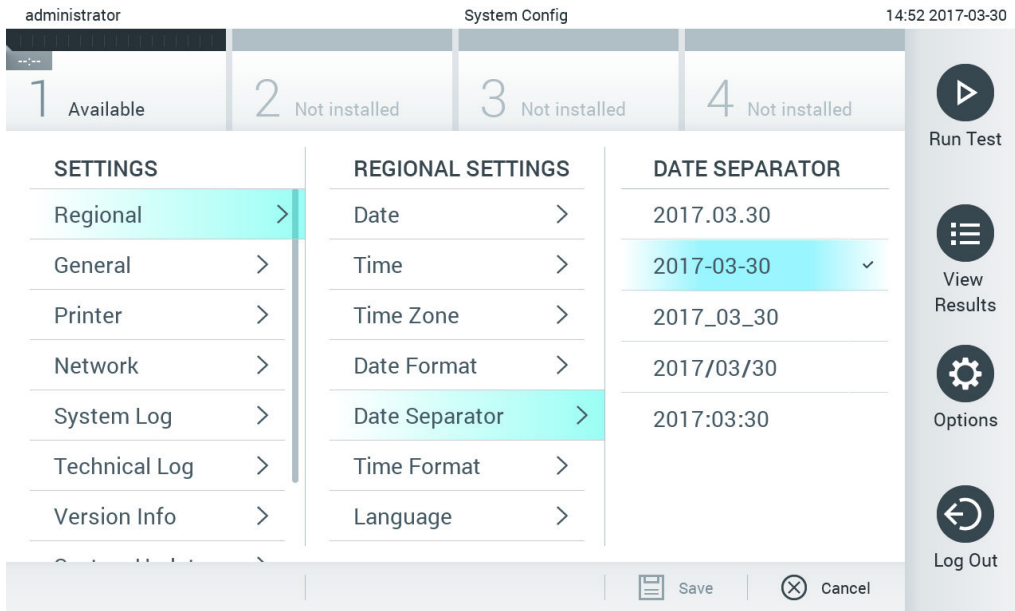 administrator System Config 14:52 2017-03-30
--:--
1 Available 2 Not installed 3 Not installed 4 Not installed
Run Test
SETTINGS REGIONAL SETTINGS DATE SEPARATOR
Regional Date 2017.03.30
General Time 2017-03-30
Printer Time Zone 2017_03_30
Network Date Format 2017/03/30
System Log Date Separator 2017:03:30
Technical Log Time Format
Version Info Language
View
Results
Options
Log Out
Save Cancel